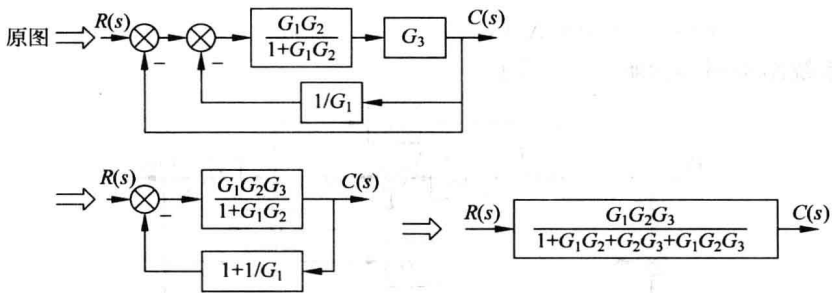 原图 ⇒ R(s) − − G₁G₂/(1+G₁G₂) G₃ C(s)
1/G₁
⇒ R(s) − G₁G₂G₃/(1+G₁G₂) C(s) ⇒ R(s) G₁G₂G₃/(1+G₁G₂+G₂G₃+G₁G₂G₃) C(s)
1+1/G₁